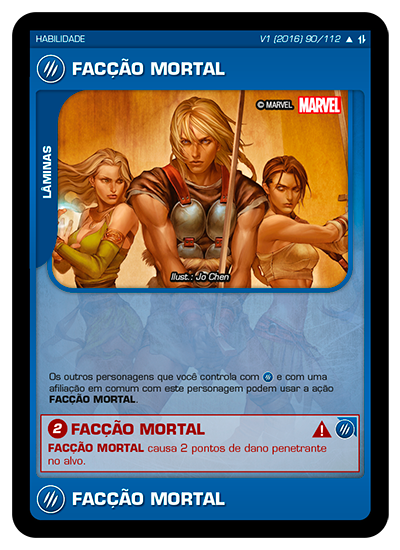 HABILIDADE V1 (2016) 90/112
FACÇÃO MORTAL
© MARVEL MARVEL
LÂMINAS
Ilust.: Jo Chen
Os outros personagens que você controla com e com uma
afiliação em comum com este personagem podem usar a ação
FACÇÃO MORTAL.
2 FACÇÃO MORTAL
FACÇÃO MORTAL causa 2 pontos de dano penetrante
no alvo.
FACÇÃO MORTAL